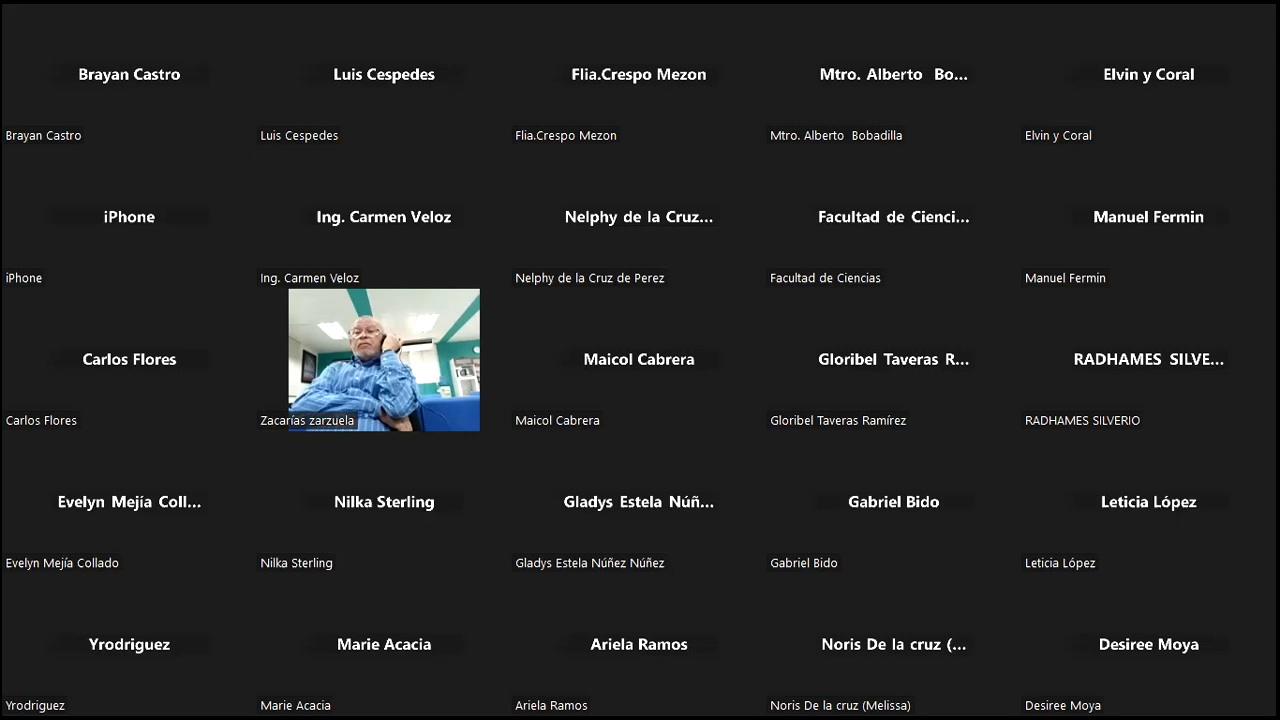 Brayan Castro
Luis Cespedes
Flia.Crespo Mezon
Mtro. Alberto Bo...
Elvin y Coral
Brayan Castro
Luis Cespedes
Flia.Crespo Mezon
Mtro. Alberto Bobadilla
Elvin y Coral
iPhone
Ing. Carmen Veloz
Nelphy de la Cruz...
Facultad de Cienci...
Manuel Fermin
iPhone
Ing. Carmen Veloz
Nelphy de la Cruz de Perez
Facultad de Ciencias
Manuel Fermin
Carlos Flores
Maicol Cabrera
Gloribel Taveras R...
RADHAMES SILVE...
Carlos Flores
Zacarías zarzuela
Maicol Cabrera
Gloribel Taveras Ramírez
RADHAMES SILVERIO
Evelyn Mejía Coll...
Nilka Sterling
Gladys Estela Núñ...
Gabriel Bido
Leticia López
Evelyn Mejía Collado
Nilka Sterling
Gladys Estela Núñez Núñez
Gabriel Bido
Leticia López
Yrodriguez
Marie Acacia
Ariela Ramos
Noris De la cruz (...
Desiree Moya
Yrodriguez
Marie Acacia
Ariela Ramos
Noris De la cruz (Melissa)
Desiree Moya